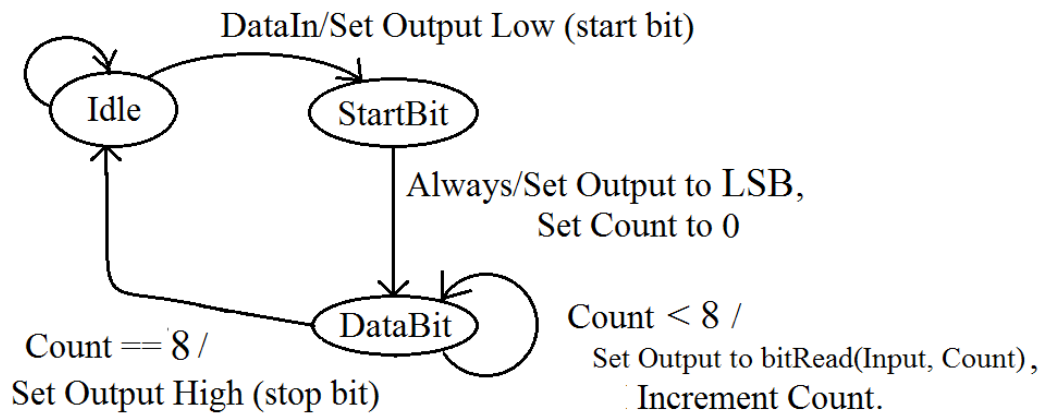 DataIn/Set Output Low (start bit)
Idle
StartBit
Always/Set Output to LSB,
Set Count to 0
DataBit
Count < 8 /
Set Output to bitRead(Input, Count),
Increment Count.
Count == 8 /
Set Output High (stop bit)